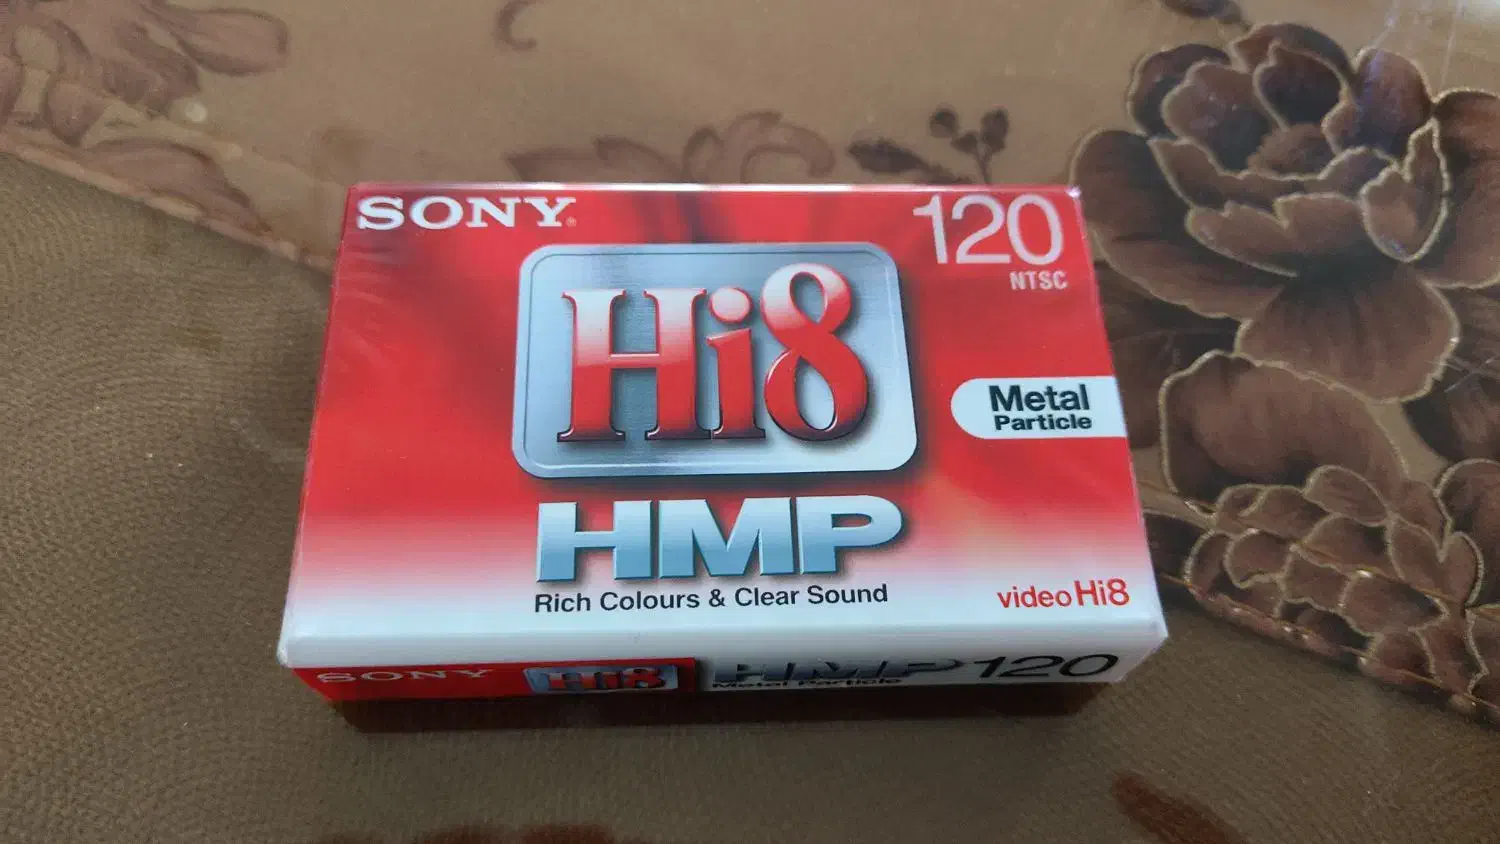 SONY®
120
NTSC
Hi8
Metal
Particle
HMP
Rich Colours & Clear Sound
video Hi8
SONY Hi8 HMP 120
Metal Particle